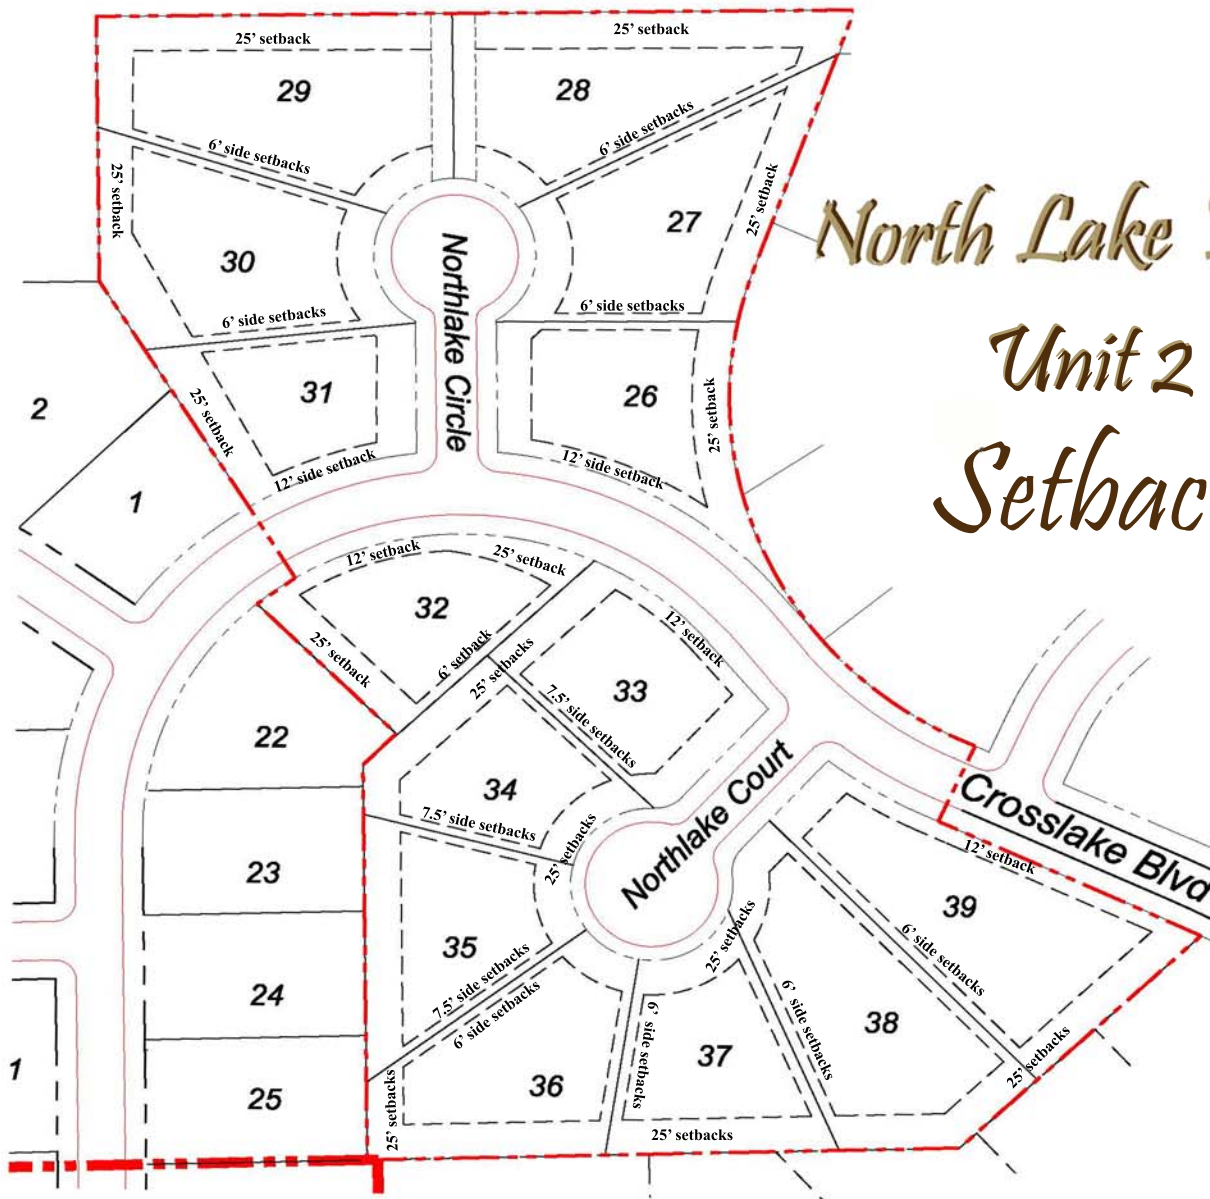 25' setback
25' setback
29
28
6' side setbacks
6' side setbacks
25' setback
25' setback
27
30
North Lake
Northlake Circle
6' side setbacks
6' side setbacks
Unit 2
2
31
26
25' setback
25' setback
12' side setback
12' side setback
Setbac
1
12' setback
25' setback
32
12' setback
25' setback
6' setback
25' setbacks
33
7.5' side setbacks
22
34
Northlake Court
Crosslake Blvd
7.5' side setbacks
25' setbacks
12' setback
23
39
35
25' setbacks
6' side setbacks
7.5' side setbacks
6' side setbacks
24
6' side setbacks
6' side setbacks
38
37
1
36
25' setbacks
25
25' setbacks
25' setbacks